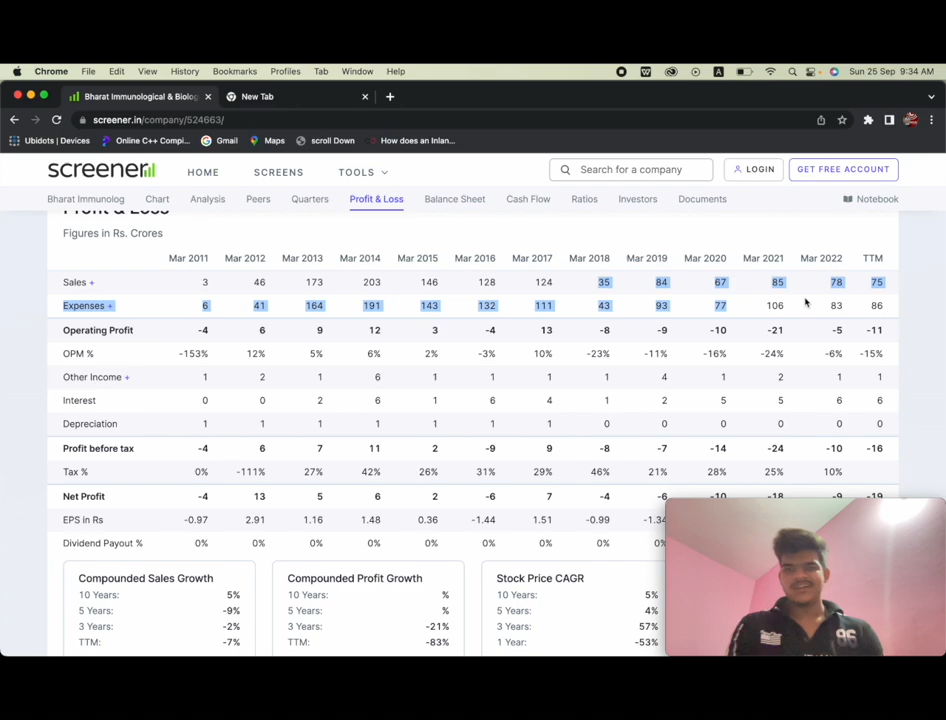 Chrome File Edit View History Bookmarks Profiles Tab Window Help W A Sun 25 Sep 9:34 AM
Bharat Immunological & Biolog New Tab
screener.in/company/524663/
Ubidots | Devices Online C++ Compi... Gmail Maps scroll Down How does an Inlan...
screener HOME SCREENS TOOLS Search for a company LOGIN GET FREE ACCOUNT
Bharat Immunolog Chart Analysis Peers Quarters Profit & Loss Balance Sheet Cash Flow Ratios Investors Documents Notebook
Profit & Loss
Figures in Rs. Crores
Mar 2011 Mar 2012 Mar 2013 Mar 2014 Mar 2015 Mar 2016 Mar 2017 Mar 2018 Mar 2019 Mar 2020 Mar 2021 Mar 2022 TTM
Sales + 3 46 173 203 146 128 124 35 84 67 85 78 75
Expenses + 6 41 164 191 143 132 111 43 93 77 106 83 86
Operating Profit -4 6 9 12 3 -4 13 -8 -9 -10 -21 -5 -11
OPM % -153% 12% 5% 6% 2% -3% 10% -23% -11% -16% -24% -6% -15%
Other Income + 1 2 1 6 1 1 1 1 4 1 2 1 1
Interest 0 0 2 6 1 6 4 1 2 5 5 6 6
Depreciation 1 1 1 1 1 1 1 0 0 0 0 0 0
Profit before tax -4 6 7 11 2 -9 9 -8 -7 -14 -24 -10 -16
Tax % 0% -111% 27% 42% 26% 31% 29% 46% 21% 28% 25% 10%
Net Profit -4 13 5 6 2 -6 7 -4 -6 -10 -18 -9 -19
EPS in Rs -0.97 2.91 1.16 1.48 0.36 -1.44 1.51 -0.99
Dividend Payout % 0% 0% 0% 0% 0% 0% 0% 0%
Compounded Sales Growth Compounded Profit Growth Stock Price CAGR
10 Years: 5% 10 Years: % 10 Years: 5%
5 Years: -9% 5 Years: % 5 Years: 4%
3 Years: -2% 3 Years: -21% 3 Years: 57%
TTM: -7% TTM: -83% 1 Year: -53%
86